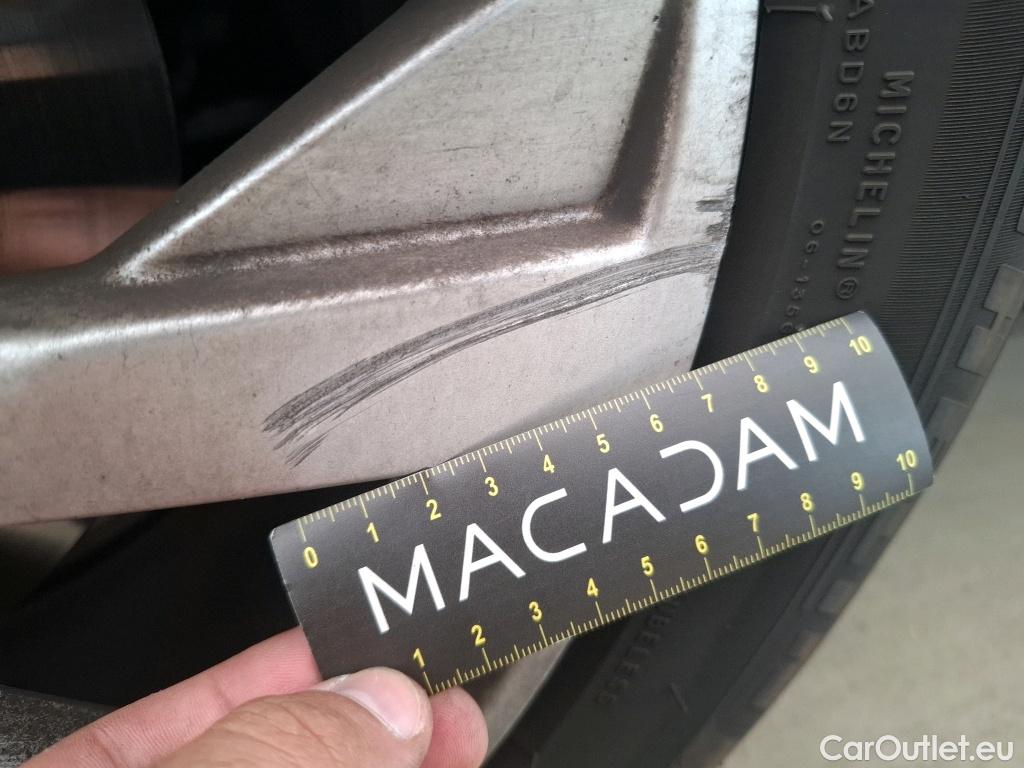 ABD6N
MICHELIN®
0 1 2 3 4 5 6 7 8 9 10
MACADAM
1 2 3 4 5 6 7 8 9 10
CarOutlet.eu